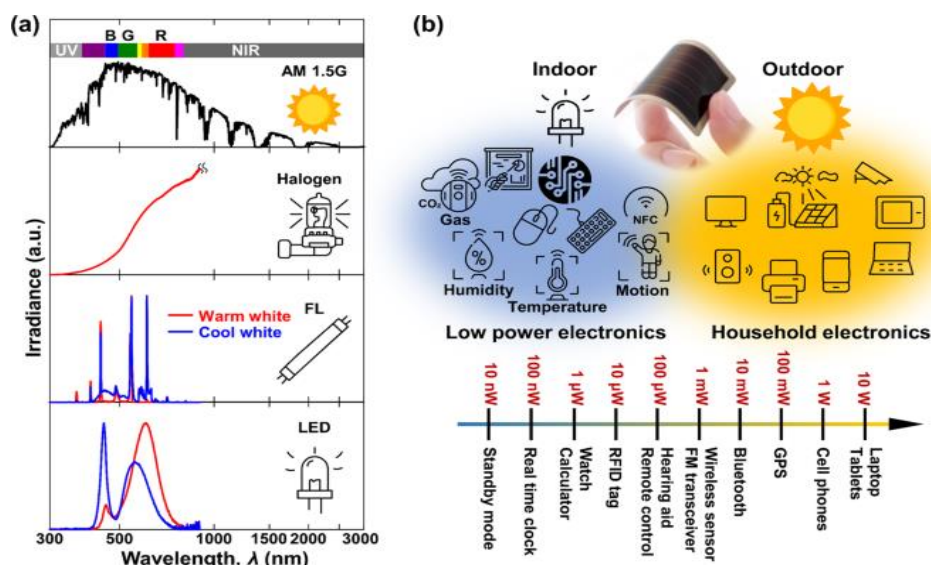 (a)
B G R
UV NIR
AM 1.5G
Halogen
FL
Warm white
Cool white
LED
Irradiance (a.u.)
300 500 1000 1500 2000 3000
Wavelength, λ (nm)
(b)
Indoor
Outdoor
CO₂
Gas
NFC
%
Humidity
Temperature
Motion
Low power electronics
Household electronics
10 nW
100 nW
1 µW
10 µW
100 µW
1 mW
10 mW
100 mW
1 W
10 W
Standby mode
Real time clock
Watch
Calculator
RFID tag
Hearing aid
Remote control
Wireless sensor
FM transceiver
Bluetooth
GPS
Cell phones
Laptop
Tablets